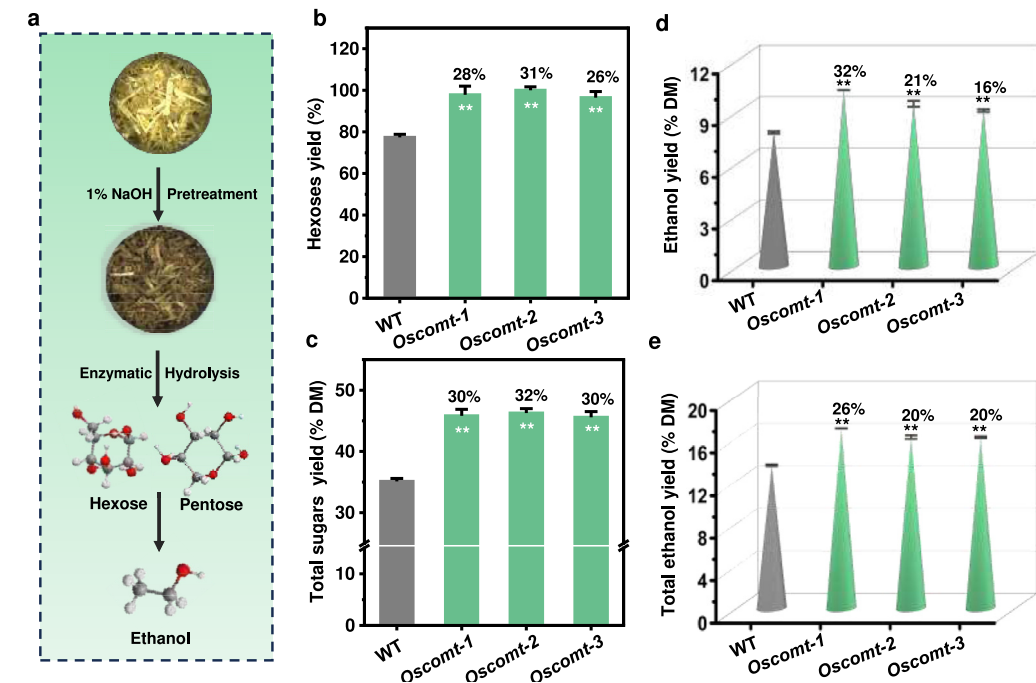 a
1% NaOH Pretreatment
Enzymatic Hydrolysis
Hexose Pentose
Ethanol
b
Hexoses yield (%)
120
100
80
60
40
20
0
28%
**
31%
**
26%
**
WT
Oscomt-1
Oscomt-2
Oscomt-3
c
Total sugars yield (% DM)
50
40
30
10
0
30%
**
32%
**
30%
**
WT
Oscomt-1
Oscomt-2
Oscomt-3
d
Ethanol yield (% DM)
12
9
6
3
0
32%
**
21%
**
16%
**
WT
Oscomt-1
Oscomt-2
Oscomt-3
e
Total ethanol yield (% DM)
20
16
12
8
4
0
26%
**
20%
**
20%
**
WT
Oscomt-1
Oscomt-2
Oscomt-3